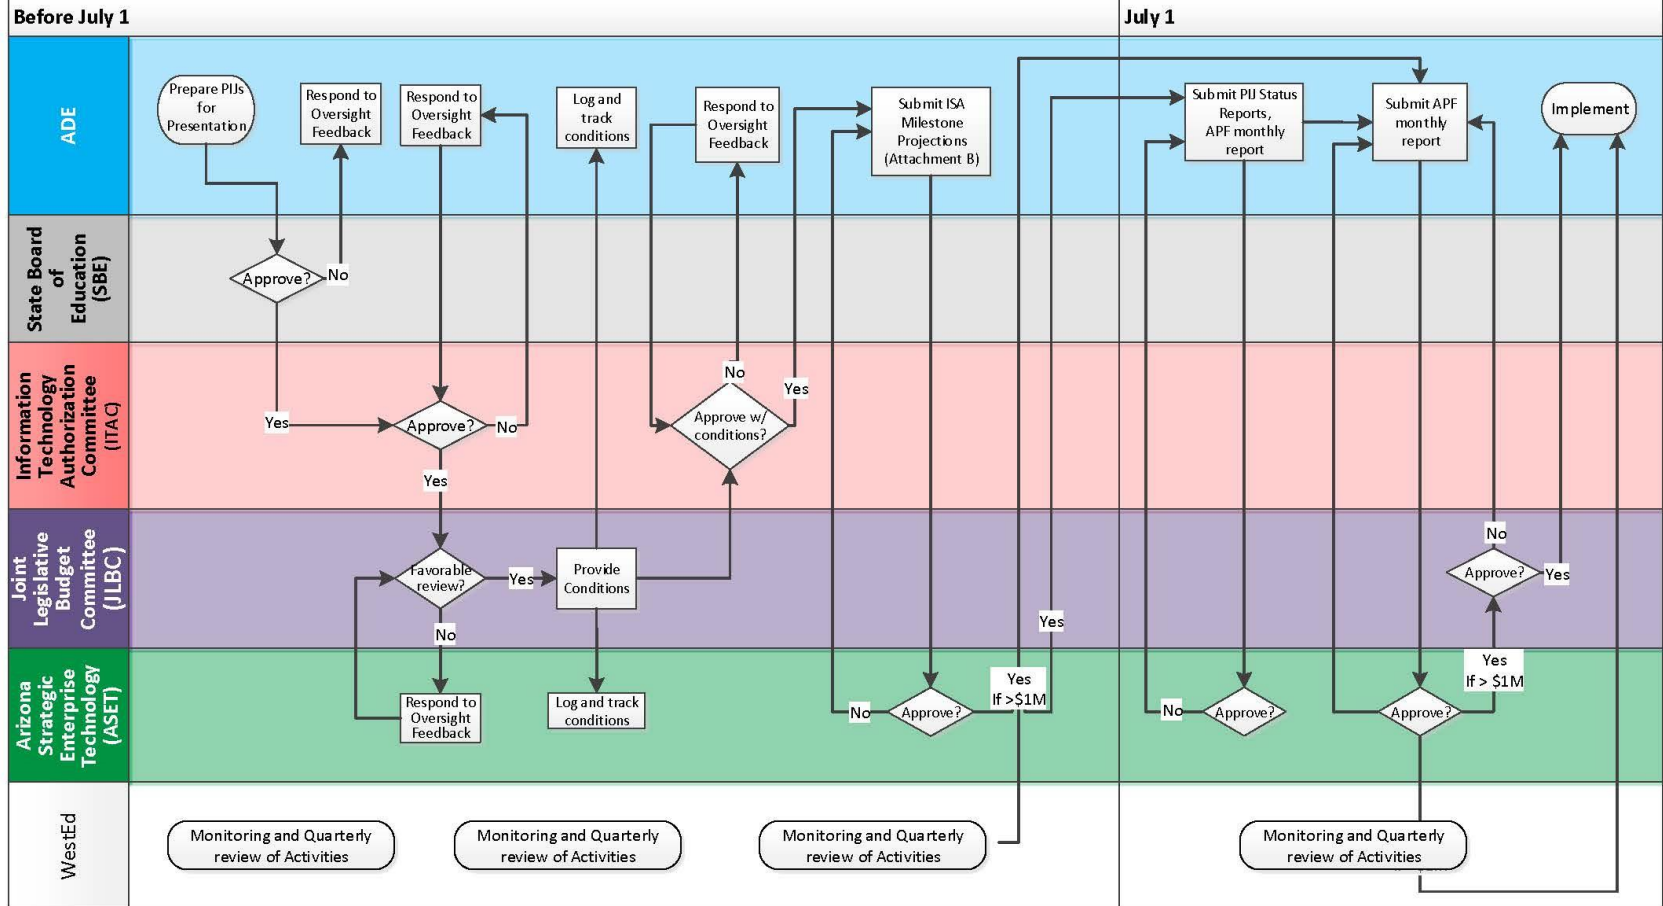 Before July 1
July 1
ADE
Prepare PIJs
for
Presentation
Respond to
Oversight
Feedback
Respond to
Oversight
Feedback
Log and
track
conditions
Respond to
Oversight
Feedback
Submit ISA
Milestone
Projections
(Attachment B)
Submit PIJ Status
Reports,
APF monthly
report
Submit APF
monthly
report
Implement
State Board
of
Education
(SBE)
Approve?
No
Information
Technology
Authorization
Committee
(ITAC)
Yes
Approve?
No
Yes
No
Approve w/
conditions?
Yes
Joint
Legislative
Budget
Committee
(JLBC)
Favorable
review?
Yes
No
Provide
Conditions
Yes
No
Approve?
Yes
Arizona
Strategic
Enterprise
Technology
(ASET)
Respond to
Oversight
Feedback
Log and track
conditions
No
Approve?
Yes
If >$1M
No
Approve?
Approve?
Yes
If > $1M
WestEd
Monitoring and Quarterly
review of Activities
Monitoring and Quarterly
review of Activities
Monitoring and Quarterly
review of Activities
Monitoring and Quarterly
review of Activities